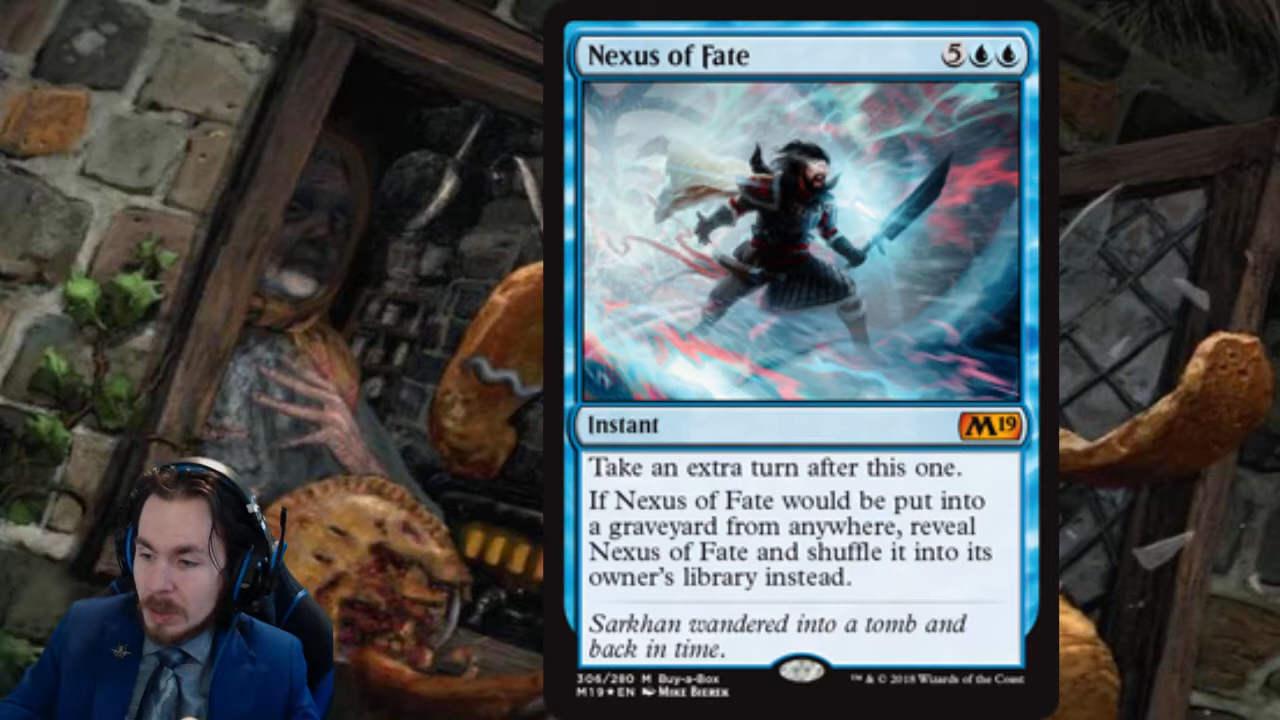 Nexus of Fate 5
Instant M19
Take an extra turn after this one.
If Nexus of Fate would be put into
a graveyard from anywhere, reveal
Nexus of Fate and shuffle it into its
owner's library instead.
Sarkhan wandered into a tomb and
back in time.
306/280 M Buy-a-Box
M19★EN Mike Bierek
™ & © 2018 Wizards of the Coast